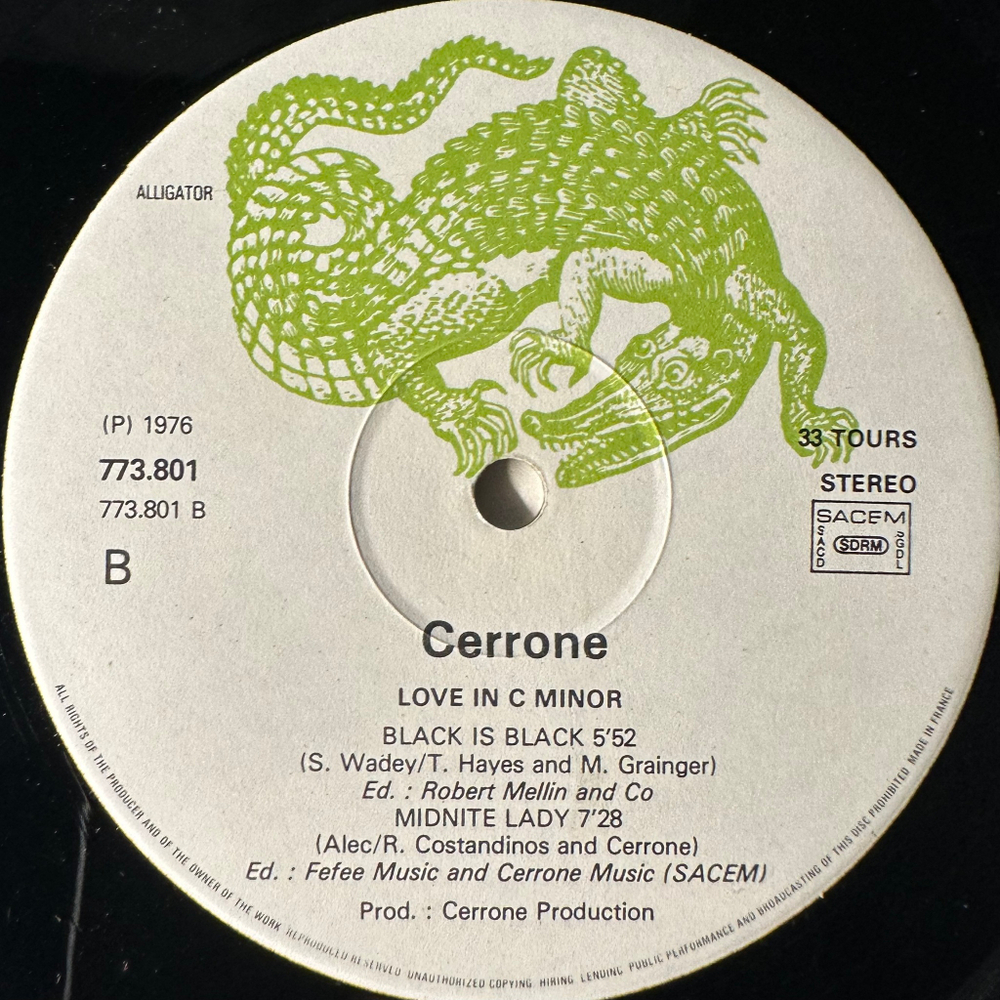 ALLIGATOR
(P) 1976
773.801
773.801 B
B
33 TOURS
STEREO
SACEM
SACD
SDRM
SGDL
Cerrone
LOVE IN C MINOR
BLACK IS BLACK 5'52
(S. Wadey/T. Hayes and M. Grainger)
Ed. : Robert Mellin and Co
MIDNITE LADY 7'28
(Alec/R. Costandinos and Cerrone)
Ed. : Fefee Music and Cerrone Music (SACEM)
Prod. : Cerrone Production
ALL RIGHTS OF THE PRODUCER AND OF THE OWNER OF THE WORK REPRODUCED RESERVED UNAUTHORIZED COPYING. HIRING LENDING PUBLIC PERFORMANCE AND BROADCASTING OF THIS DISC PROHIBITED MADE IN FRANCE